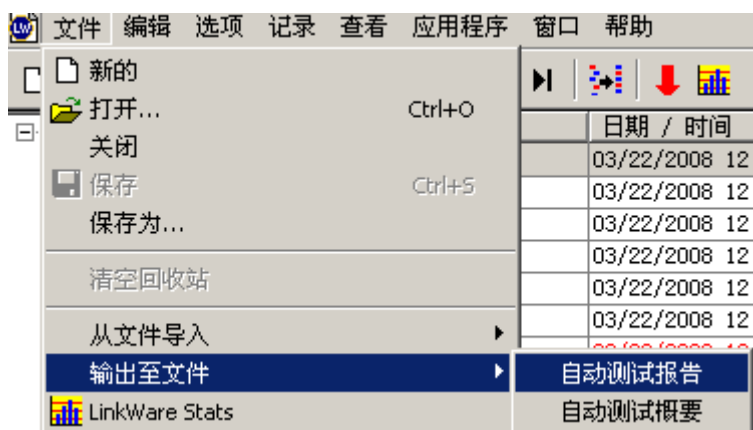 文件 编辑 选项 记录 查看 应用程序 窗口 帮助
新的
打开... Ctrl+O
关闭
保存 Ctrl+S
保存为...
清空回收站
从文件导入
输出至文件
LinkWare Stats
自动测试报告
自动测试概要
日期 / 时间
03/22/2008 12
03/22/2008 12
03/22/2008 12
03/22/2008 12
03/22/2008 12
03/22/2008 12